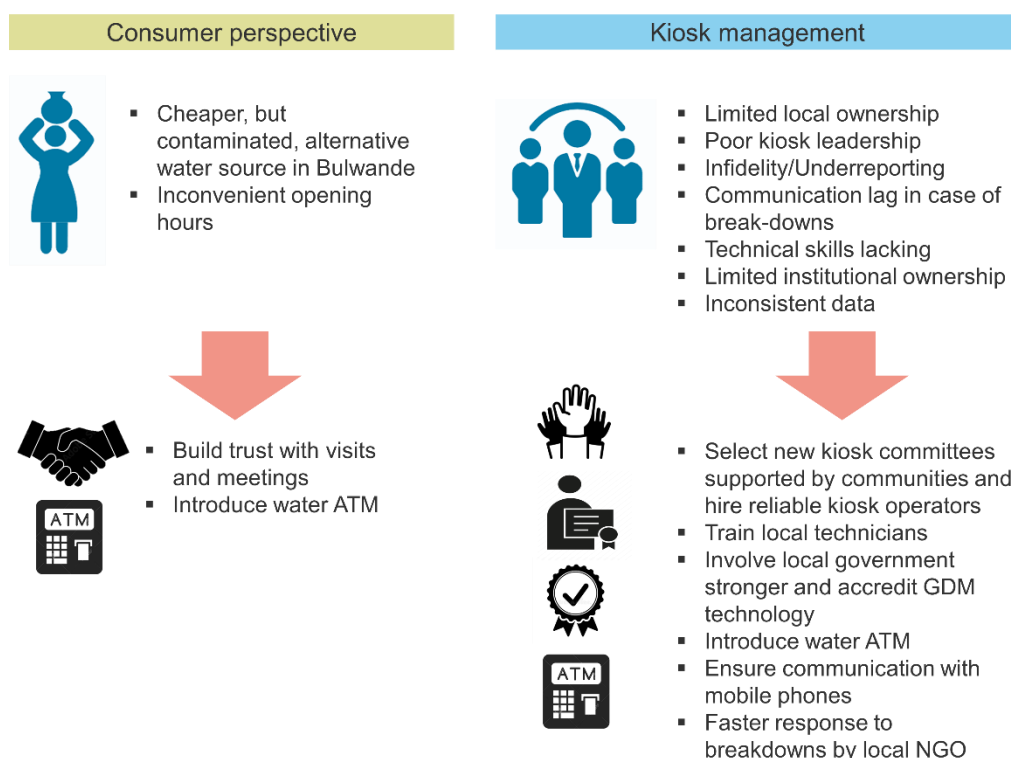 Consumer perspective
▪ Cheaper, but
contaminated, alternative
water source in Bulwande
▪ Inconvenient opening
hours
ATM
▪ Build trust with visits
and meetings
▪ Introduce water ATM
Kiosk management
▪ Limited local ownership
▪ Poor kiosk leadership
▪ Infidelity/Underreporting
▪ Communication lag in case of
break-downs
▪ Technical skills lacking
▪ Limited institutional ownership
▪ Inconsistent data
ATM
▪ Select new kiosk committees
supported by communities and
hire reliable kiosk operators
▪ Train local technicians
▪ Involve local government
stronger and accredit GDM
technology
▪ Introduce water ATM
▪ Ensure communication with
mobile phones
▪ Faster response to
breakdowns by local NGO